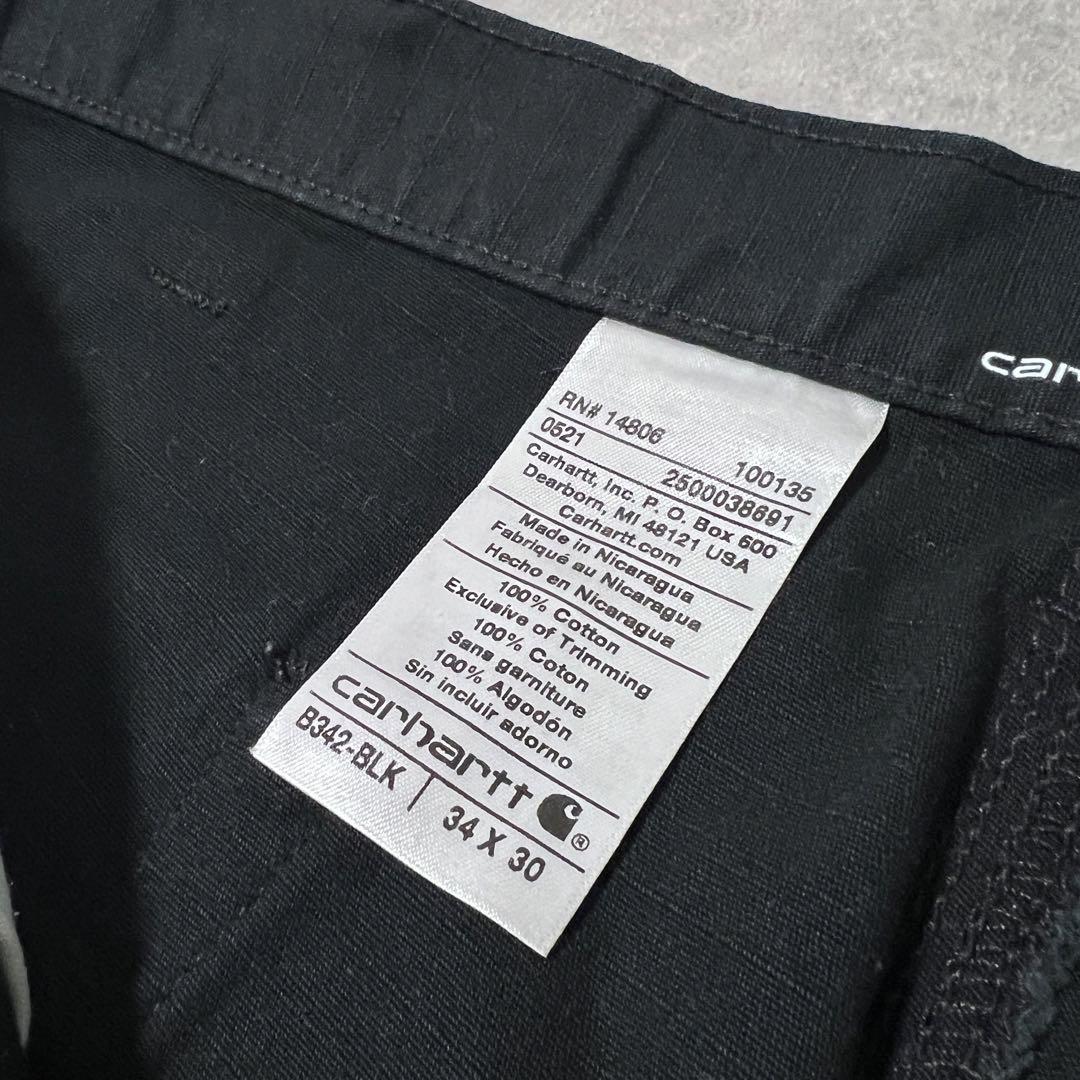 RN# 14806 100135
0521 2500038691
Carhartt, Inc. P. O. Box 600
Dearborn, MI 48121 USA
Carhartt.com
Made in Nicaragua
Fabriqué au Nicaragua
Hecho en Nicaragua
100% Cotton
Exclusive of Trimming
100% Coton
Sans garniture
100% Algodón
Sin incluir adorno
carhartt ®
B342-BLK | 34 X 30
car